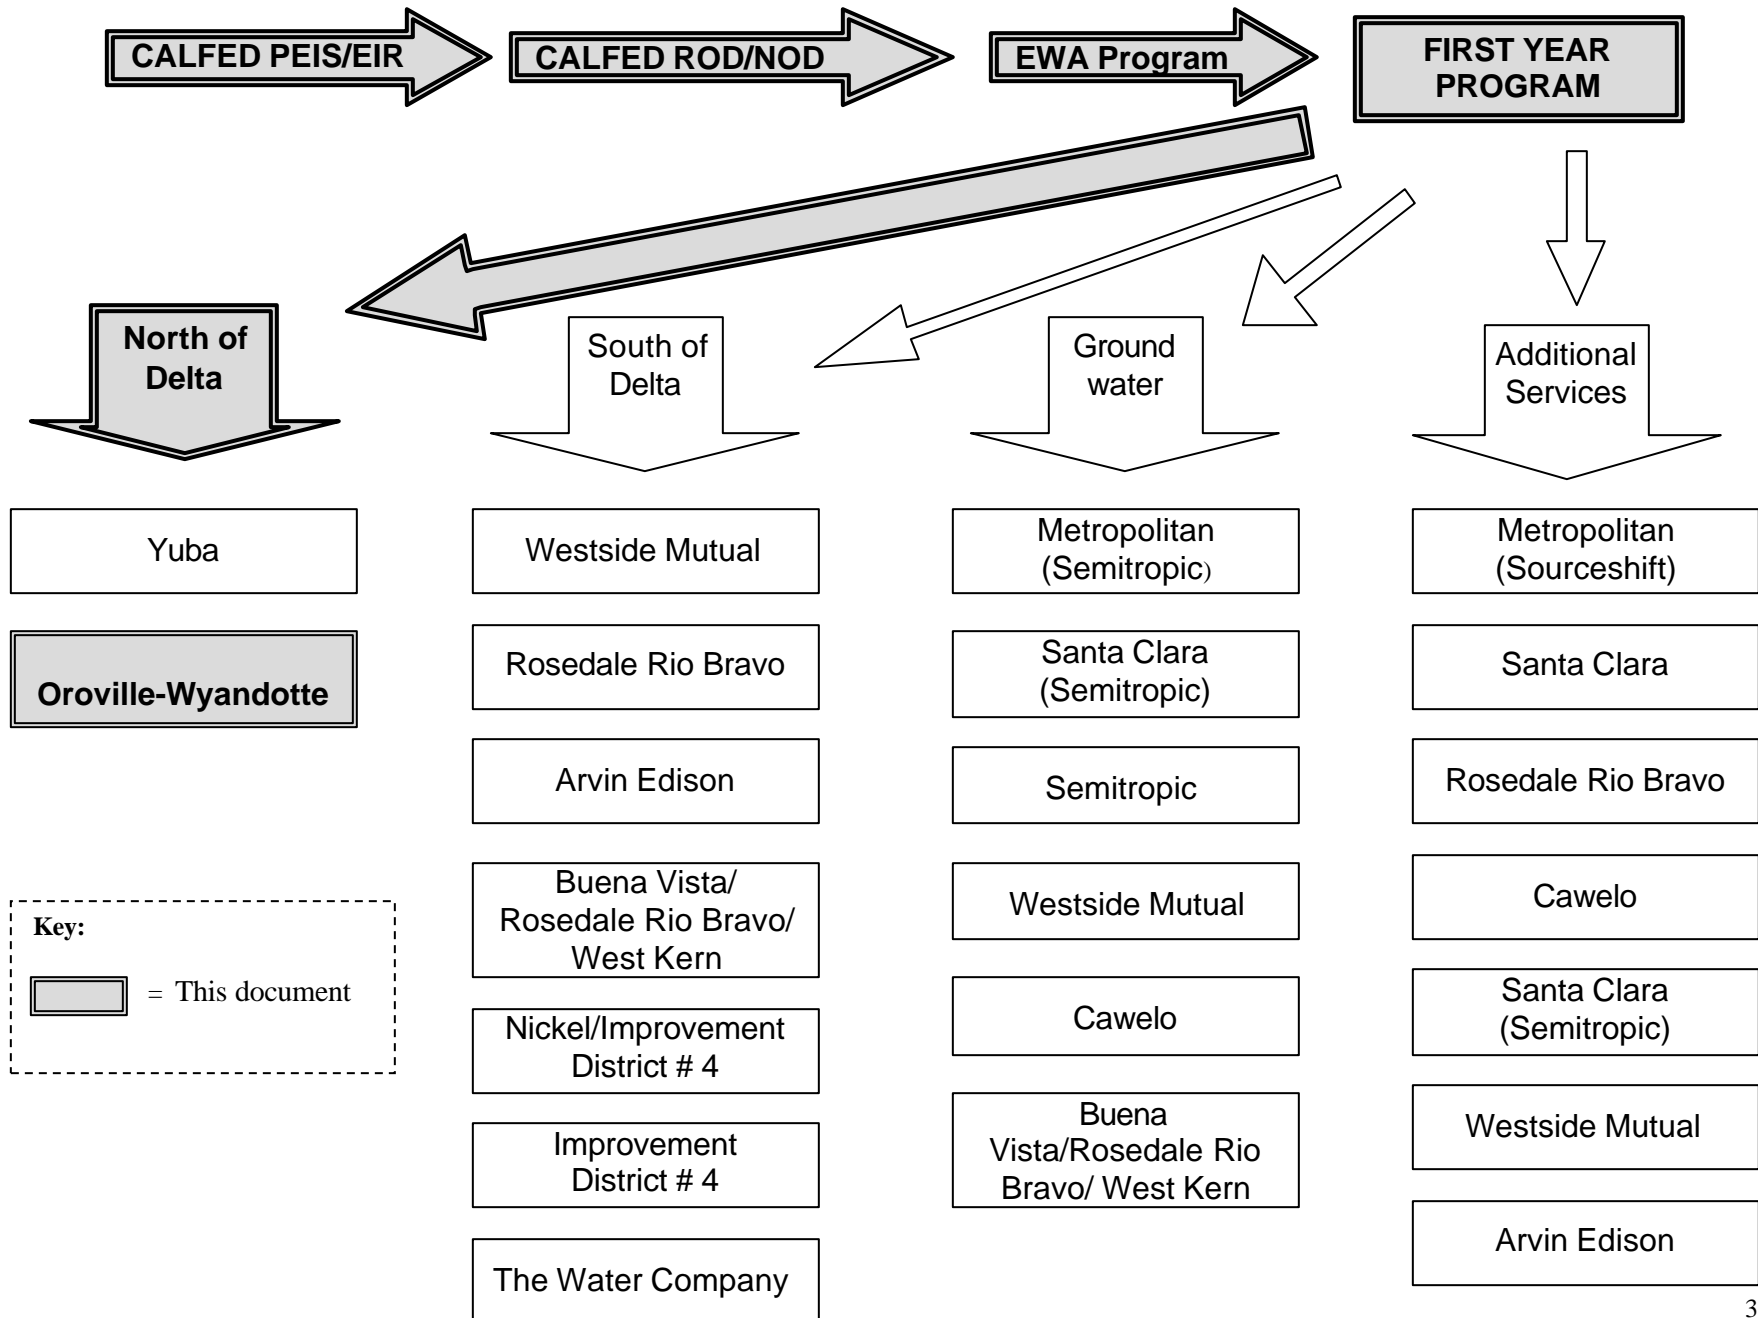 CALFED PEIS/EIR
CALFED ROD/NOD
EWA Program
FIRST YEAR
PROGRAM
North of
Delta
South of
Delta
Ground
water
Additional
Services
Yuba
Oroville-Wyandotte
Westside Mutual
Rosedale Rio Bravo
Arvin Edison
Buena Vista/
Rosedale Rio Bravo/
West Kern
Nickel/Improvement
District # 4
Improvement
District # 4
The Water Company
Metropolitan
(Semitropic)
Santa Clara
(Semitropic)
Semitropic
Westside Mutual
Cawelo
Buena
Vista/Rosedale Rio
Bravo/ West Kern
Metropolitan
(Sourceshift)
Santa Clara
Rosedale Rio Bravo
Cawelo
Santa Clara
(Semitropic)
Westside Mutual
Arvin Edison
Key:
= This document
3